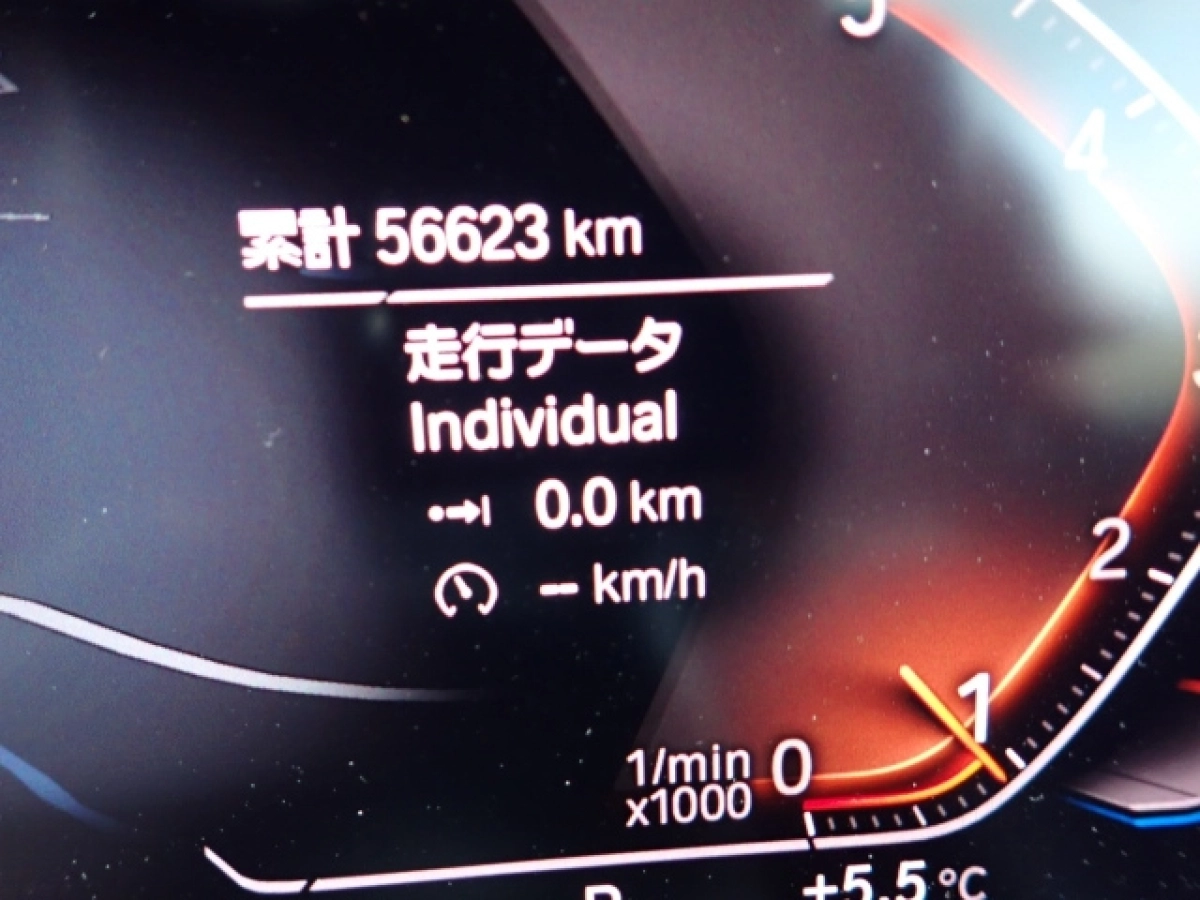 累計 56623 km
走行データ
Individual
0.0 km
-- km/h
4
2
1
1/min
x1000
0
+5.5 °C